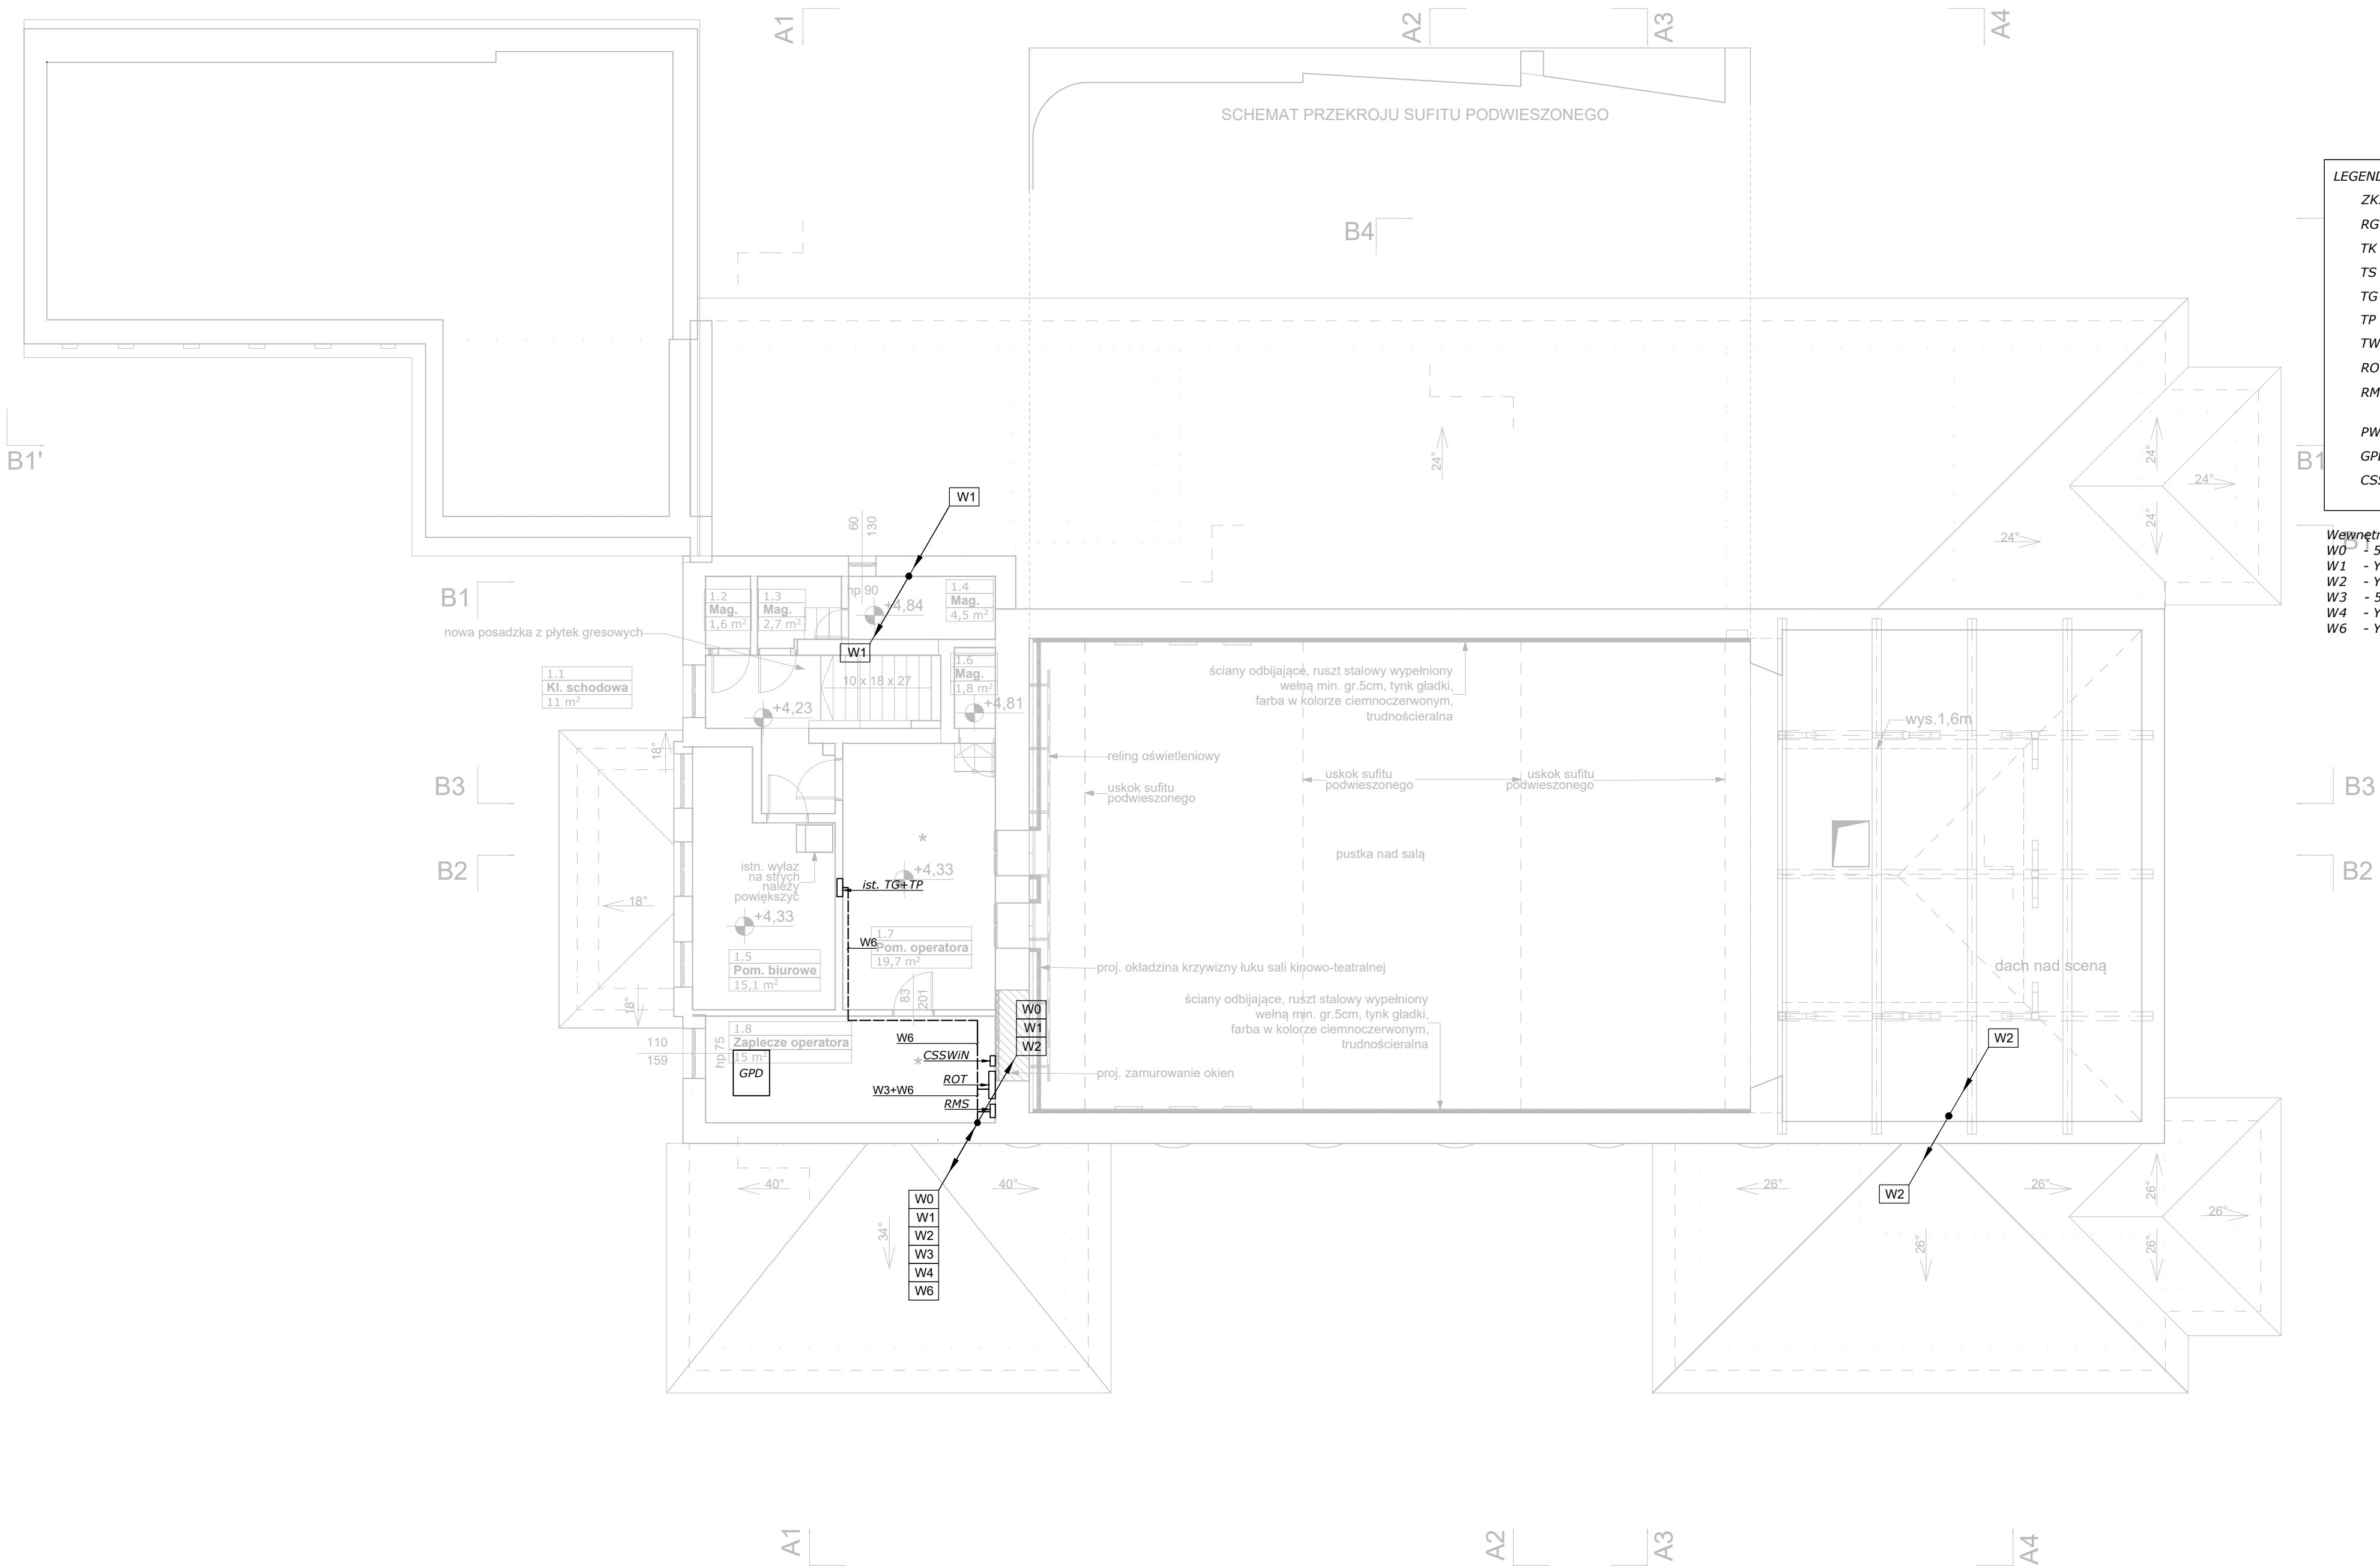 A1
A2
A3
A4
SCHEMAT PRZEKROJU SUFITU PODWIESZONEGO
B4
B1'
B1
24°
24°
24°
24°
24°
ZK
RG
TK
TS
TG
TP
TW
RO
RM
PW
W0 - 5
W1 - Y
W2 - Y
W3 - 5
W4 - Y
W6 - Y
W1
60
130
hp 90
+4,84
1.2
Mag.
1,6 m²
1.3
Mag.
2,7 m²
1.4
Mag.
4,5 m²
B1
nowa posadzka z płytek gresowych
W1
1.1
Kl. schodowa
11 m²
10 x 18 x 27
1.6
Mag.
1,8 m²
+4,23
+4,81
ściany odbijające, ruszt stalowy wypełniony
wełną min. gr.5cm, tynk gładki,
farba w kolorze ciemnoczerwonym,
trudnościeralna
wys.1,6m
18°
reling oświetleniowy
uskok sufitu
podwieszonego
uskok sufitu
podwieszonego
uskok sufitu
podwieszonego
B3
B3
B2
B2
istn. wyłaz
na strych
należy
powiększyć
*
+4,33
ist. TG+TP
pustka nad salą
18°
+4,33
W6
1.7
Pom. operatora
19,7 m²
1.5
Pom. biurowe
15,1 m²
proj. okładzina krzywizny łuku sali kinowo-teatralnej
dach nad sceną
18°
83
201
ściany odbijające, ruszt stalowy wypełniony
wełną min. gr.5cm, tynk gładki,
farba w kolorze ciemnoczerwonym,
trudnościeralna
W0
W1
W2
1.8
Zaplecze operatora
15 m²
110
159
hp 75
GPD
W6
CSSWiN
*
ROT
W3+W6
RMS
proj. zamurowanie okien
W2
W2
40°
40°
34°
W0
W1
W2
W3
W4
W6
26°
26°
26°
26°
26°
26°
A1
A2
A3
A4